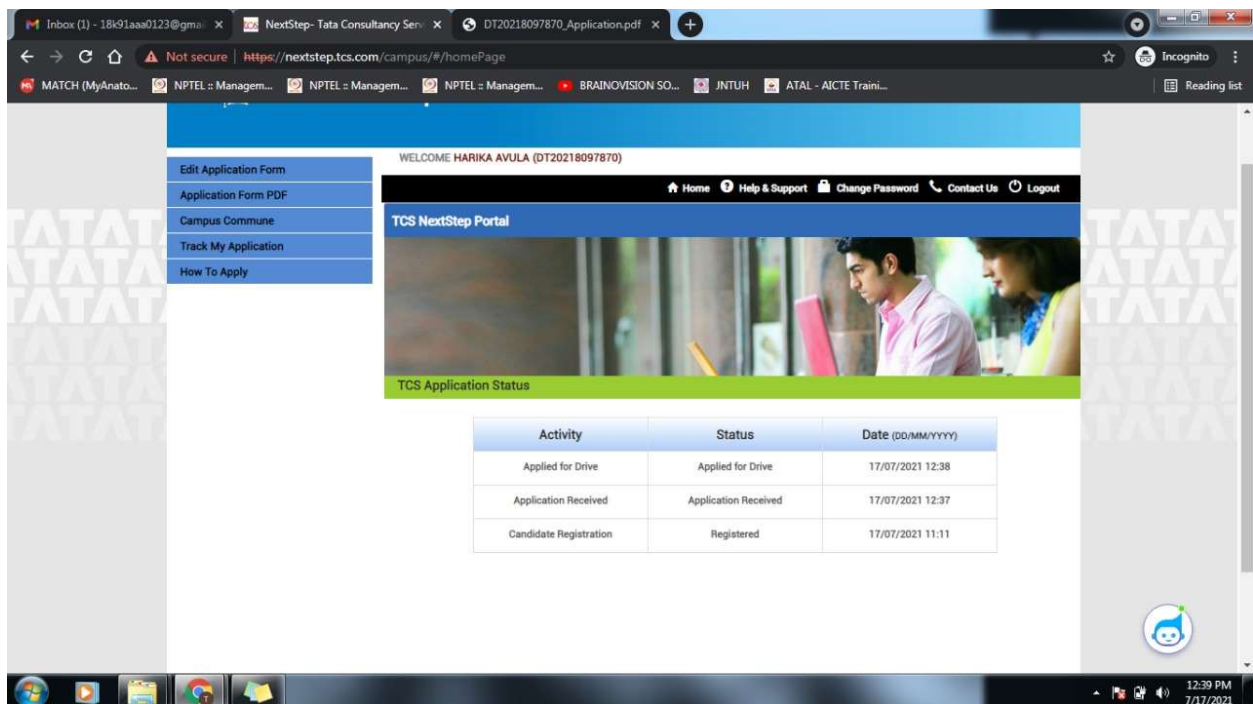 Inbox (1) - 18k91aaa0123@gmai NextStep- Tata Consultancy Serv DT20218097870_Application.pdf
Not secure https://nextstep.tcs.com/campus/#/homePage Incognito
MATCH (MyAnato... NPTEL :: Managem... NPTEL :: Managem... NPTEL :: Managem... BRAINOVISION SO... JNTUH ATAL - AICTE Traini... Reading list
WELCOME HARIKA AVULA (DT20218097870)
Edit Application Form
Application Form PDF
Campus Commune
Track My Application
How To Apply
Home Help & Support Change Password Contact Us Logout
TCS NextStep Portal
TCS Application Status
Activity Status Date (DD/MM/YYYY)
Applied for Drive Applied for Drive 17/07/2021 12:38
Application Received Application Received 17/07/2021 12:37
Candidate Registration Registered 17/07/2021 11:11
12:39 PM
7/17/2021